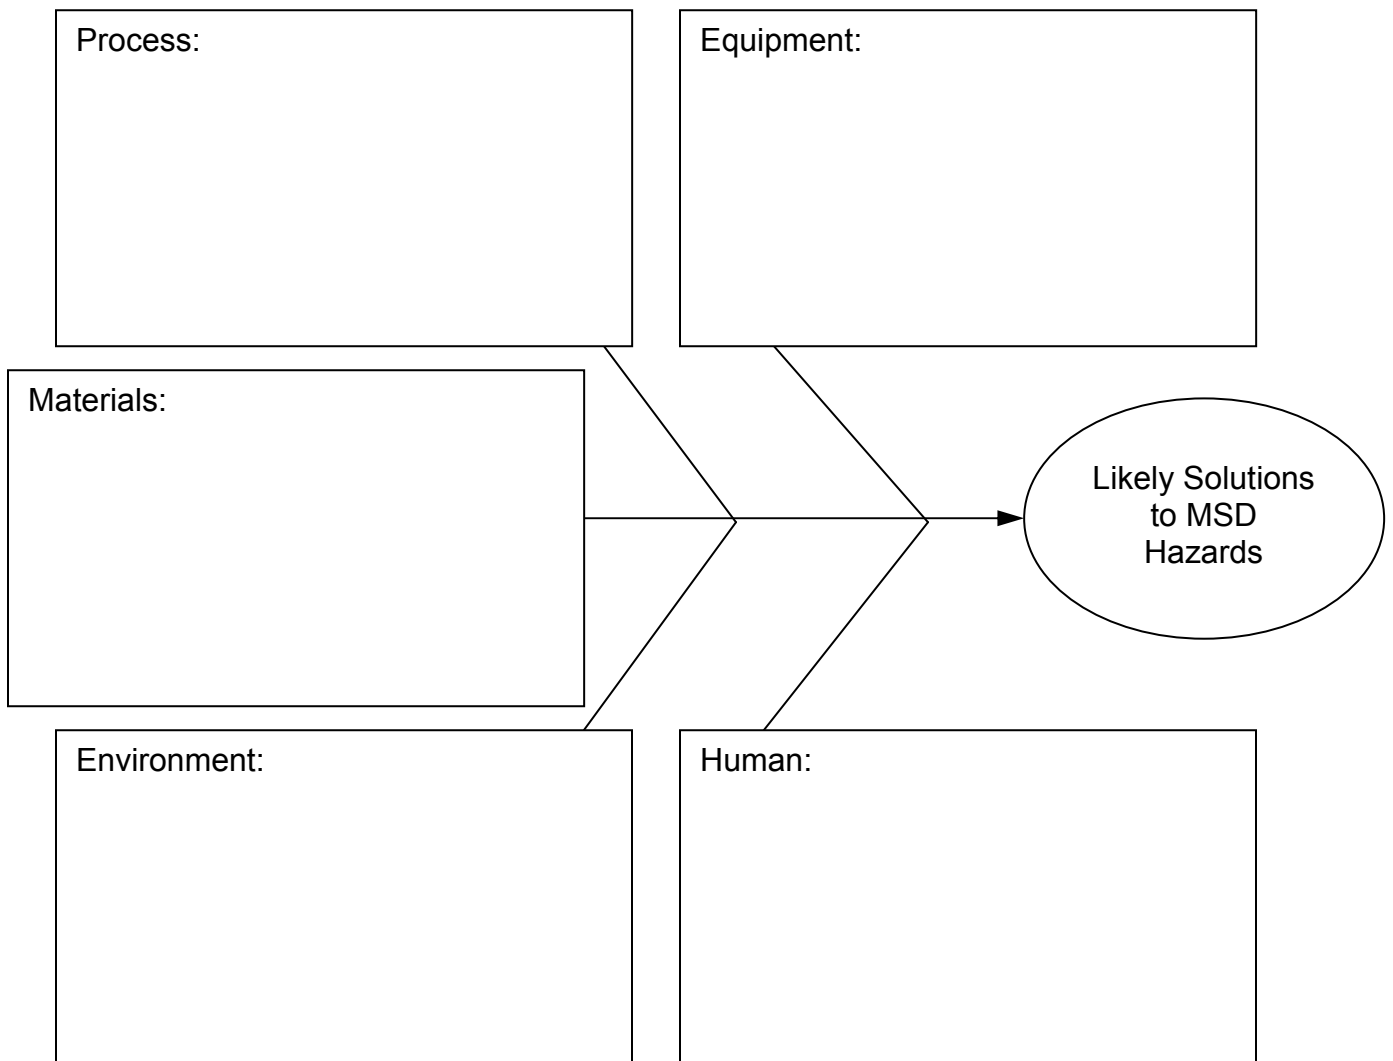 Process:
Equipment:
Materials:
Likely Solutions
to MSD
Hazards
Environment:
Human: